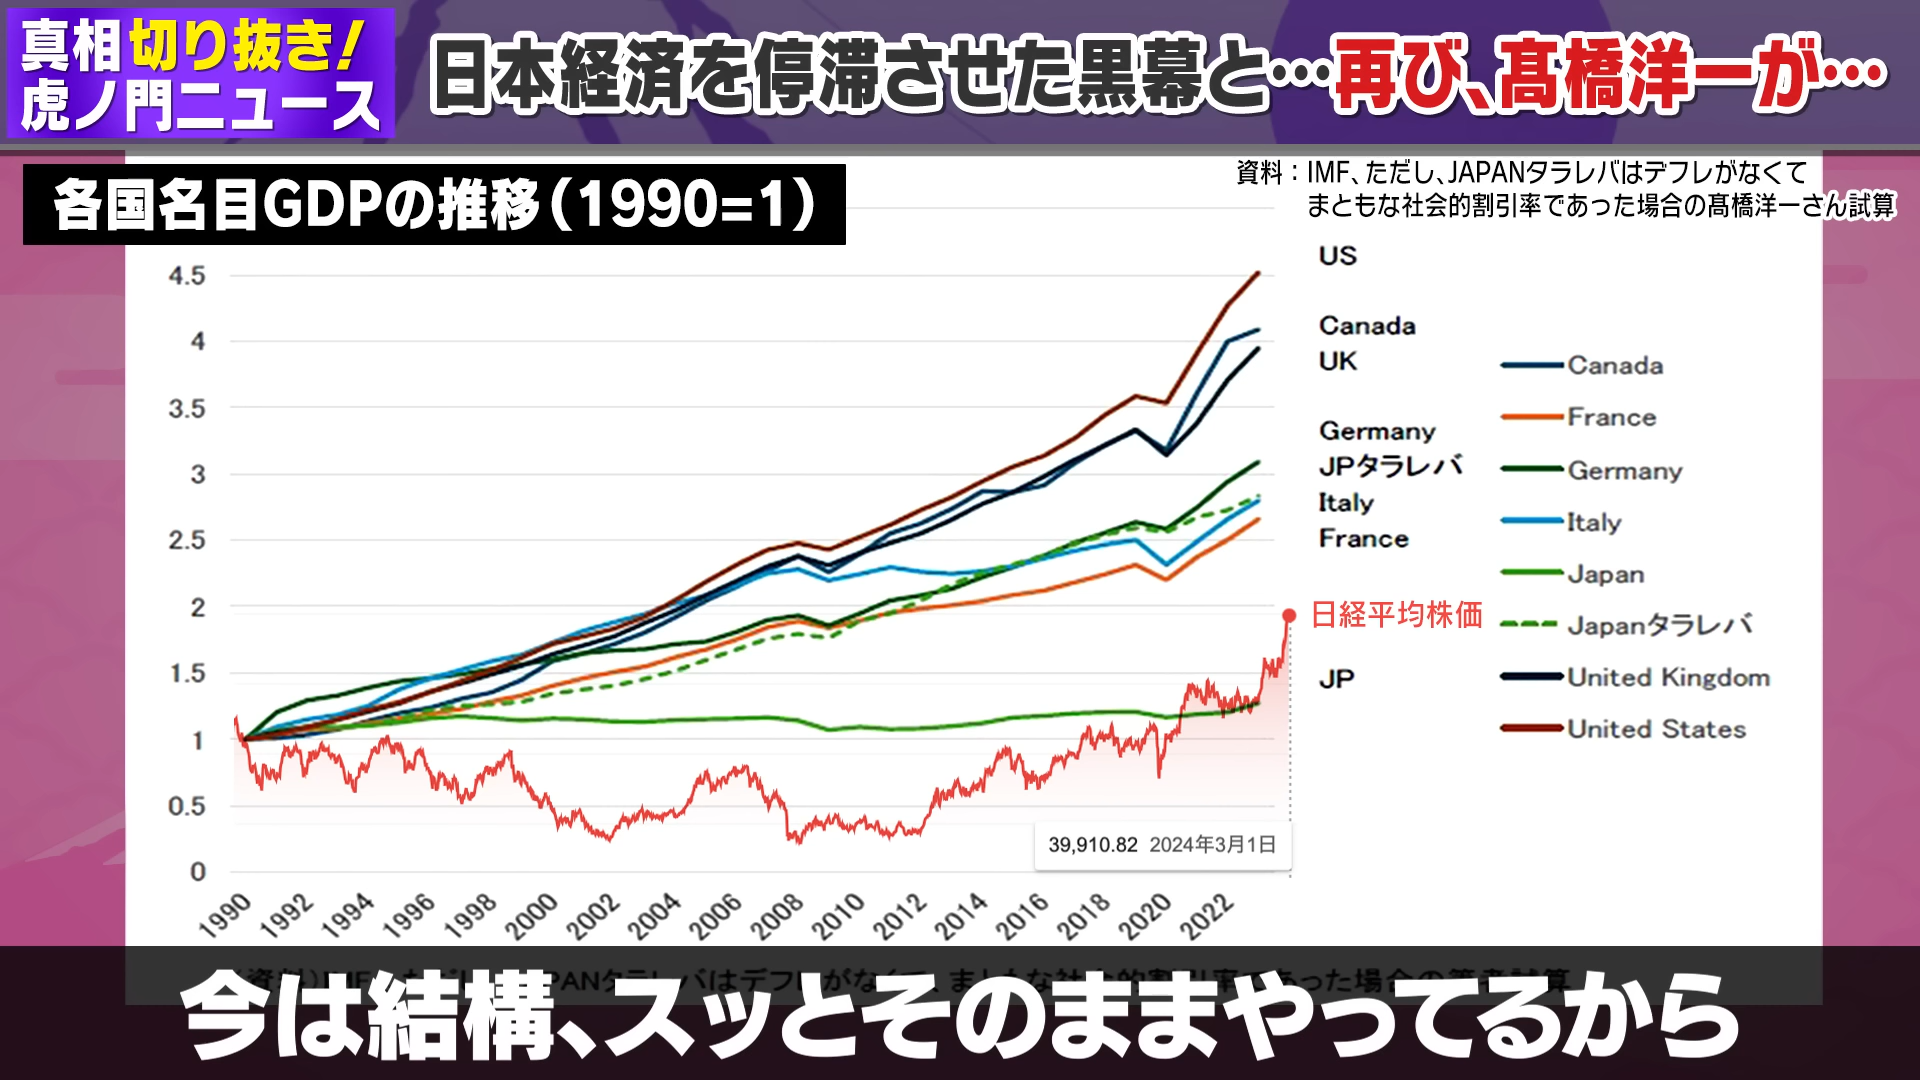 真相切り抜き!
虎ノ門ニュース
日本経済を停滞させた黒幕と…再び、髙橋洋一が…
各国名目GDPの推移(1990=1)
資料:IMF、ただし、JAPANタラレバはデフレがなくて
まともな社会的割引率であった場合の髙橋洋一さん試算
4.5
4
3.5
3
2.5
2
1.5
1
0.5
0
1990
1992
1994
1996
1998
2000
2002
2004
2006
2008
2010
2012
2014
2016
2018
2020
2022
US
Canada
UK
Germany
JPタラレバ
Italy
France
日経平均株価
JP
Canada
France
Germany
Italy
Japan
Japanタラレバ
United Kingdom
United States
39,910.82 2024年3月1日
今は結構、スッとそのままやってるから